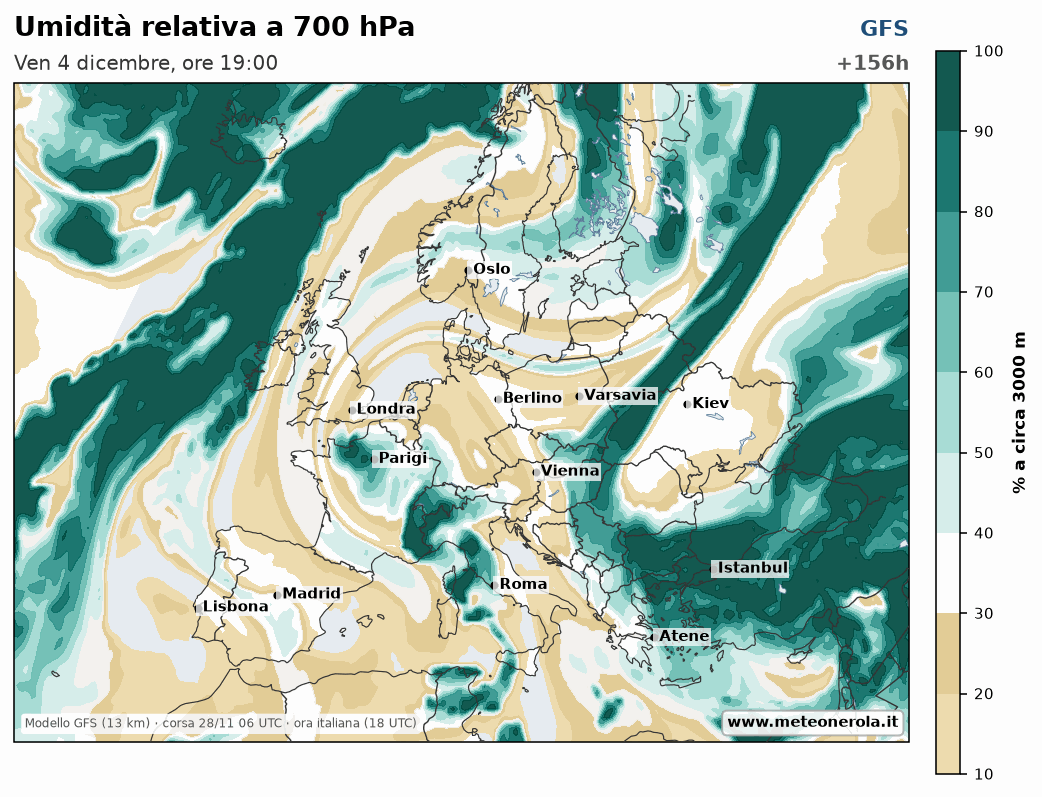 Umidità relativa a 700 hPa
GFS
Ven 4 dicembre, ore 19:00
+156h
100
90
80
70
60
50
40
30
20
10
% a circa 3000 m
Oslo
Londra
Berlino
Varsavia
Kiev
Parigi
Vienna
Istanbul
Madrid
Roma
Lisbona
Atene
Modello GFS (13 km) · corsa 28/11 06 UTC · ora italiana (18 UTC)
www.meteonerola.it